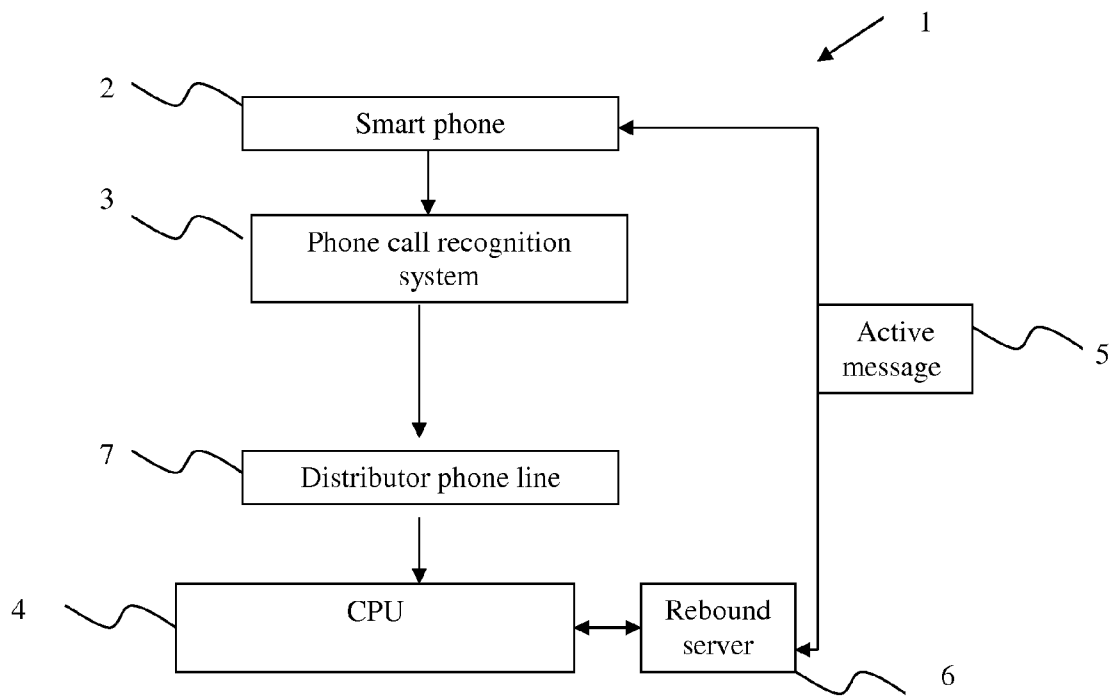 1
2
Smart phone
3
Phone call recognition
system
Active
message
5
7
Distributor phone line
4
CPU
Rebound
server
6